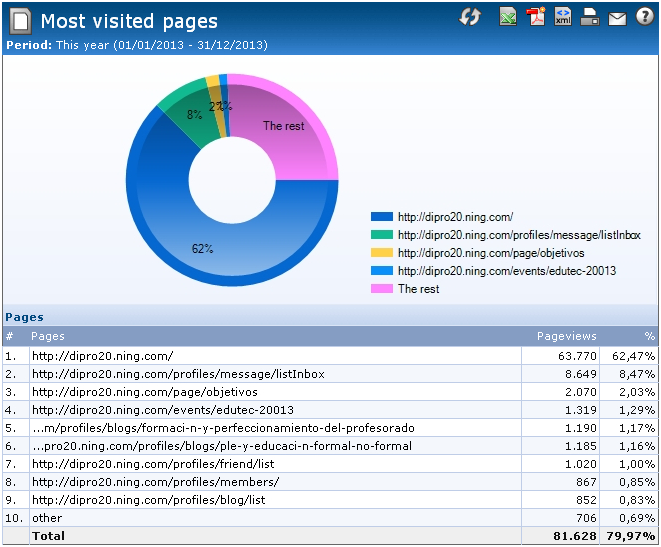 Most visited pages
Period: This year (01/01/2013 - 31/12/2013)
xml
8%
2%
1%
The rest
62%
http://dipro20.ning.com/
http://dipro20.ning.com/profiles/message/listInbox
http://dipro20.ning.com/page/objetivos
http://dipro20.ning.com/events/edutec-20013
The rest
Pages
# Pages Pageviews %
1. http://dipro20.ning.com/ 63.770 62,47%
2. http://dipro20.ning.com/profiles/message/listInbox 8.649 8,47%
3. http://dipro20.ning.com/page/objetivos 2.070 2,03%
4. http://dipro20.ning.com/events/edutec-20013 1.319 1,29%
5. ...m/profiles/blogs/formaci-n-y-perfeccionamiento-del-profesorado 1.190 1,17%
6. ...pro20.ning.com/profiles/blogs/ple-y-educaci-n-formal-no-formal 1.185 1,16%
7. http://dipro20.ning.com/profiles/friend/list 1.020 1,00%
8. http://dipro20.ning.com/profiles/members/ 867 0,85%
9. http://dipro20.ning.com/profiles/blog/list 852 0,83%
10. other 706 0,69%
Total 81.628 79,97%